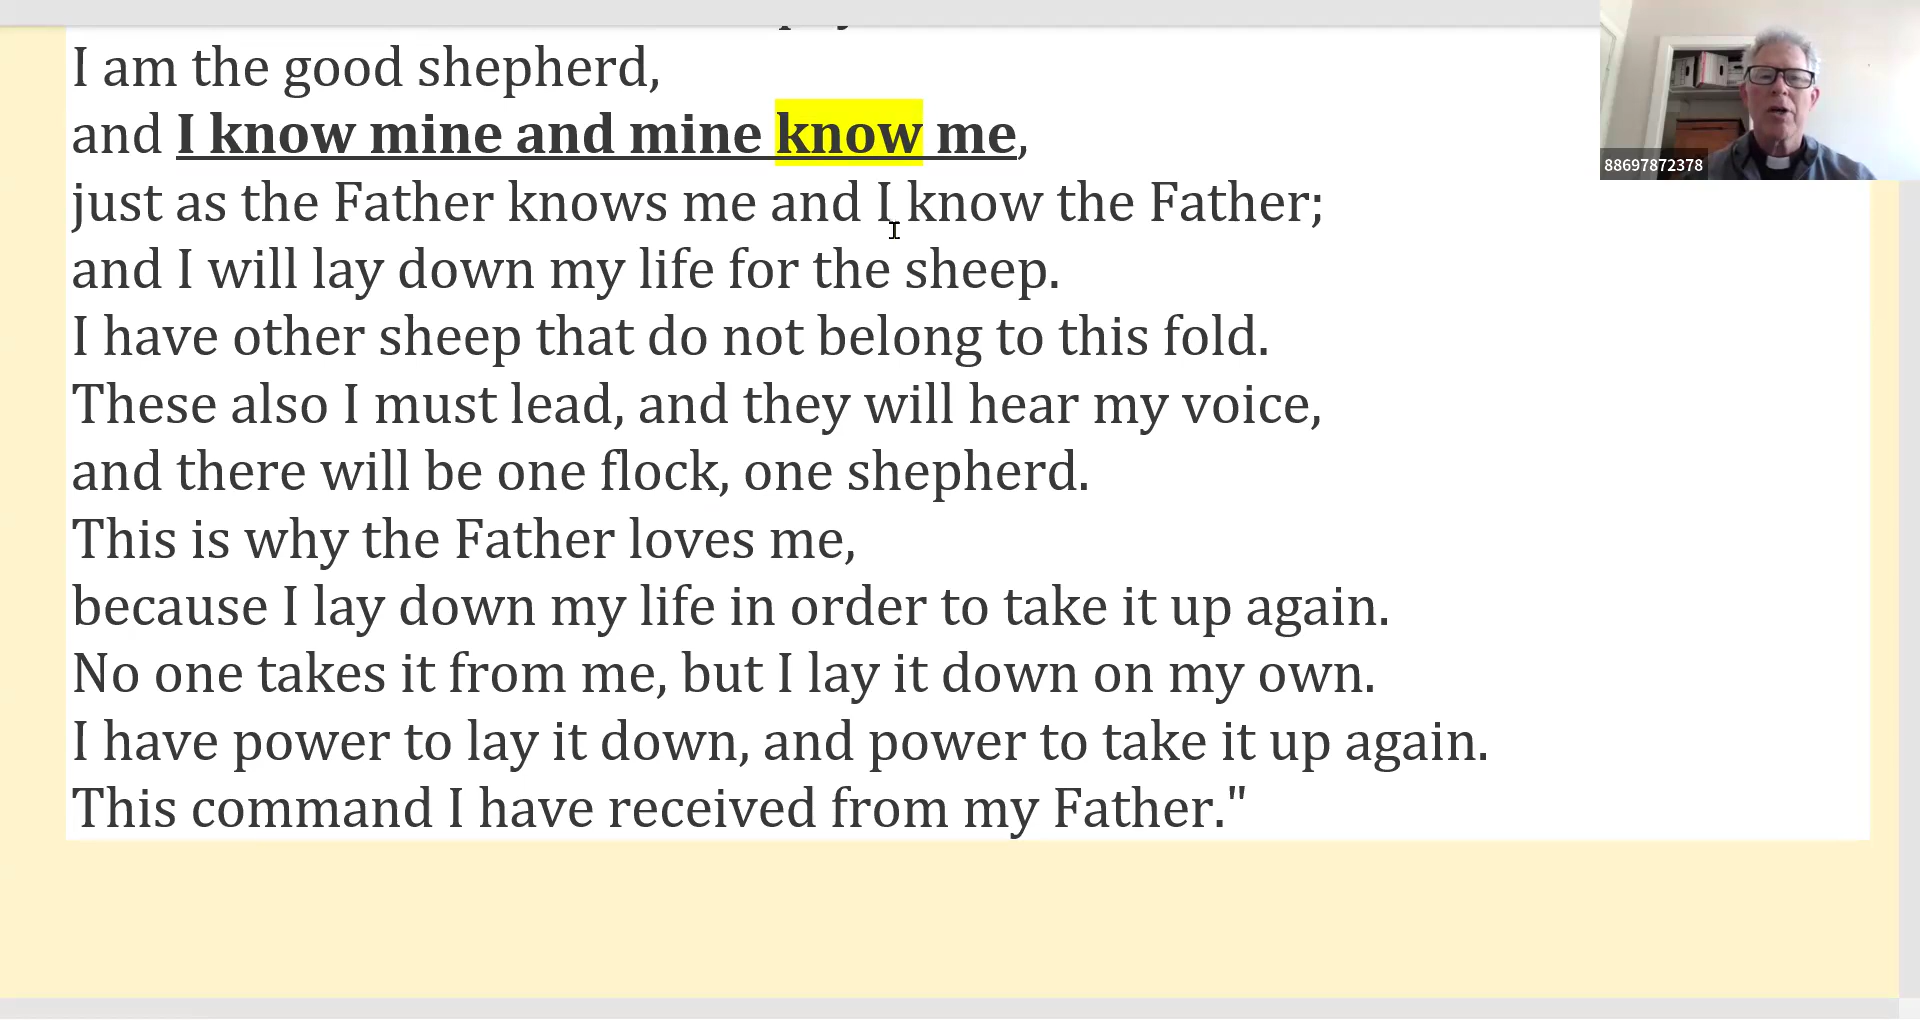 I am the good shepherd,
and I know mine and mine know me,
just as the Father knows me and I know the Father;
and I will lay down my life for the sheep.
I have other sheep that do not belong to this fold.
These also I must lead, and they will hear my voice,
and there will be one flock, one shepherd.
This is why the Father loves me,
because I lay down my life in order to take it up again.
No one takes it from me, but I lay it down on my own.
I have power to lay it down, and power to take it up again.
This command I have received from my Father."
88697872378